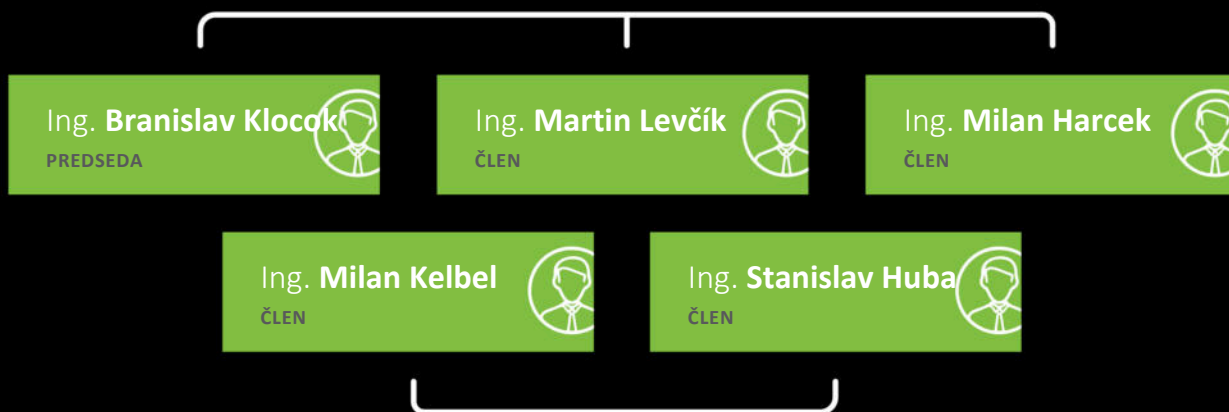 Ing. Branislav Klocok
PREDSEDA
Ing. Martin Levčík
ČLEN
Ing. Milan Harcek
ČLEN
Ing. Milan Kelbel
ČLEN
Ing. Stanislav Huba
ČLEN